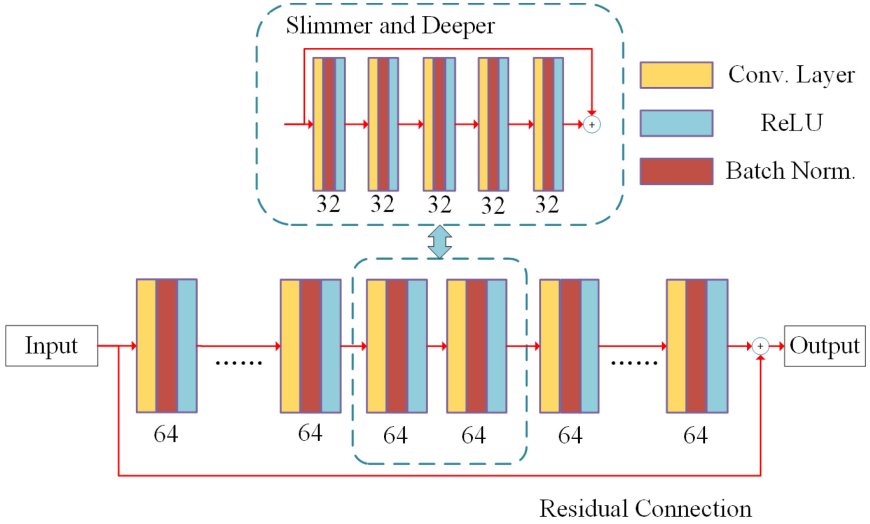 Slimmer and Deeper
Conv. Layer
ReLU
Batch Norm.
32 32 32 32 32
Input
......
......
Output
64 64 64 64 64 64
Residual Connection